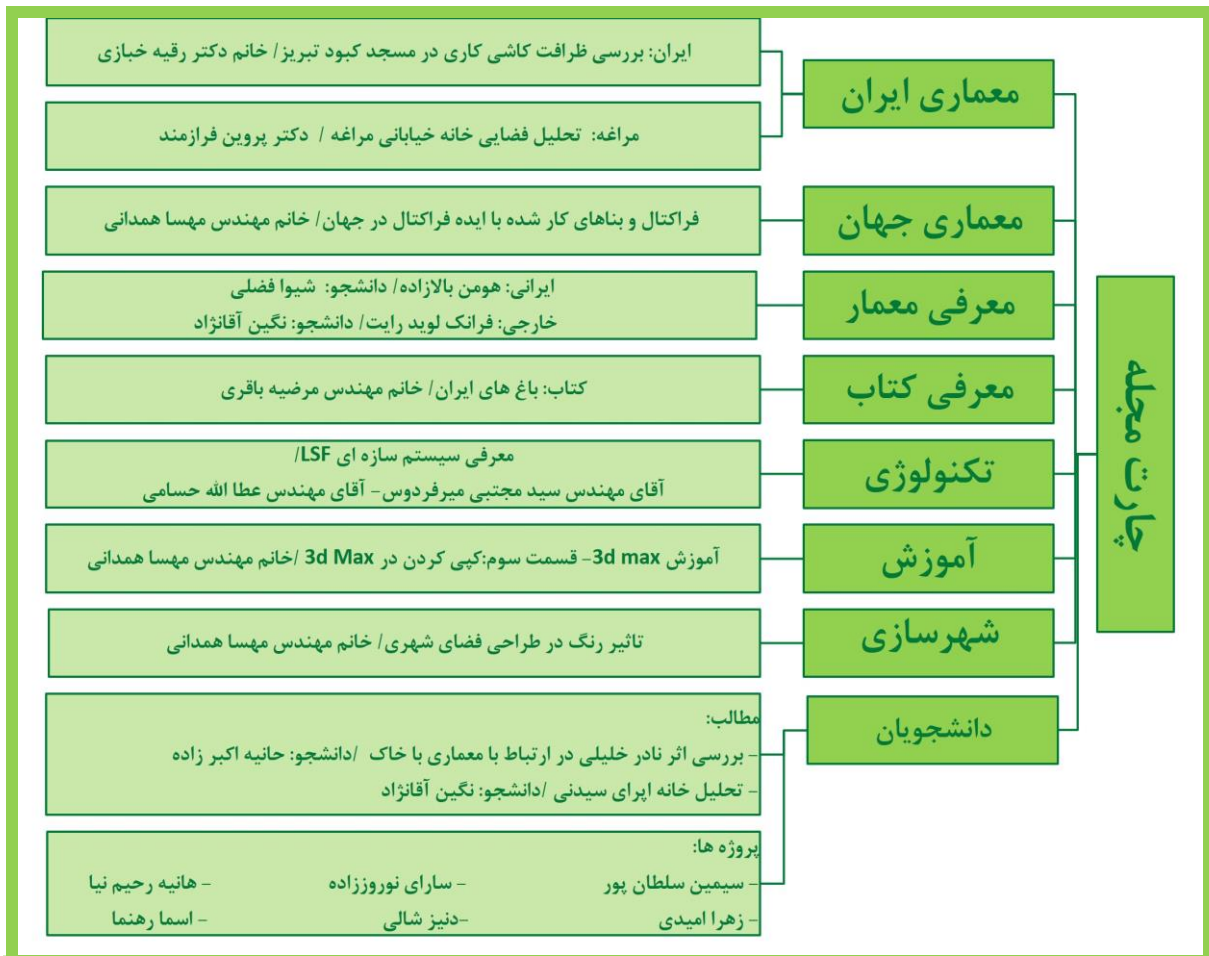 چارت مجله
معماری ایران
ایران: بررسی ظرافت کاشی کاری در مسجد کبود تبریز/ خانم دکتر رقیه خبازی
مراغه: تحلیل فضایی خانه خیابانی مراغه / دکتر پروین فرازمند
معماری جهان
فراکتال و بناهای کار شده با ایده فراکتال در جهان/ خانم مهندس مهسا همدانی
معرفی معمار
ایرانی: هومن بالازاده/ دانشجو: شیوا فضلی
خارجی: فرانک لوید رایت/ دانشجو: نگین آقانژاد
معرفی کتاب
کتاب: باغ های ایران/ خانم مهندس مرضیه باقری
تکنولوژی
معرفی سیستم سازه ای LSF/
آقای مهندس سید مجتبی میرفردوس- آقای مهندس عطا الله حسامی
آموزش
آموزش 3d max- قسمت سوم:کپی کردن در 3d Max /خانم مهندس مهسا همدانی
شهرسازی
تاثیر رنگ در طراحی فضای شهری/ خانم مهندس مهسا همدانی
دانشجویان
مطالب:
- بررسی اثر نادر خلیلی در ارتباط با معماری با خاک /دانشجو: حانیه اکبر زاده
- تحلیل خانه اپرای سیدنی /دانشجو: نگین آقانژاد
پروژه ها:
- سیمین سلطان پور - سارای نوروززاده - هانیه رحیم نیا
- زهرا امیدی -دنیز شالی - اسما رهنما